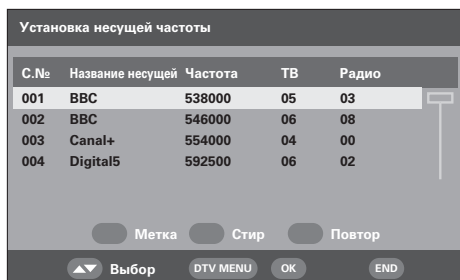 Установка несущей частоты
С.№ Название несущей Частота ТВ Радио
001 BBC 538000 05 03
002 BBC 546000 06 08
003 Canal+ 554000 04 00
004 Digital5 592500 06 02
Метка Стир Повтор
Выбор DTV MENU OK END